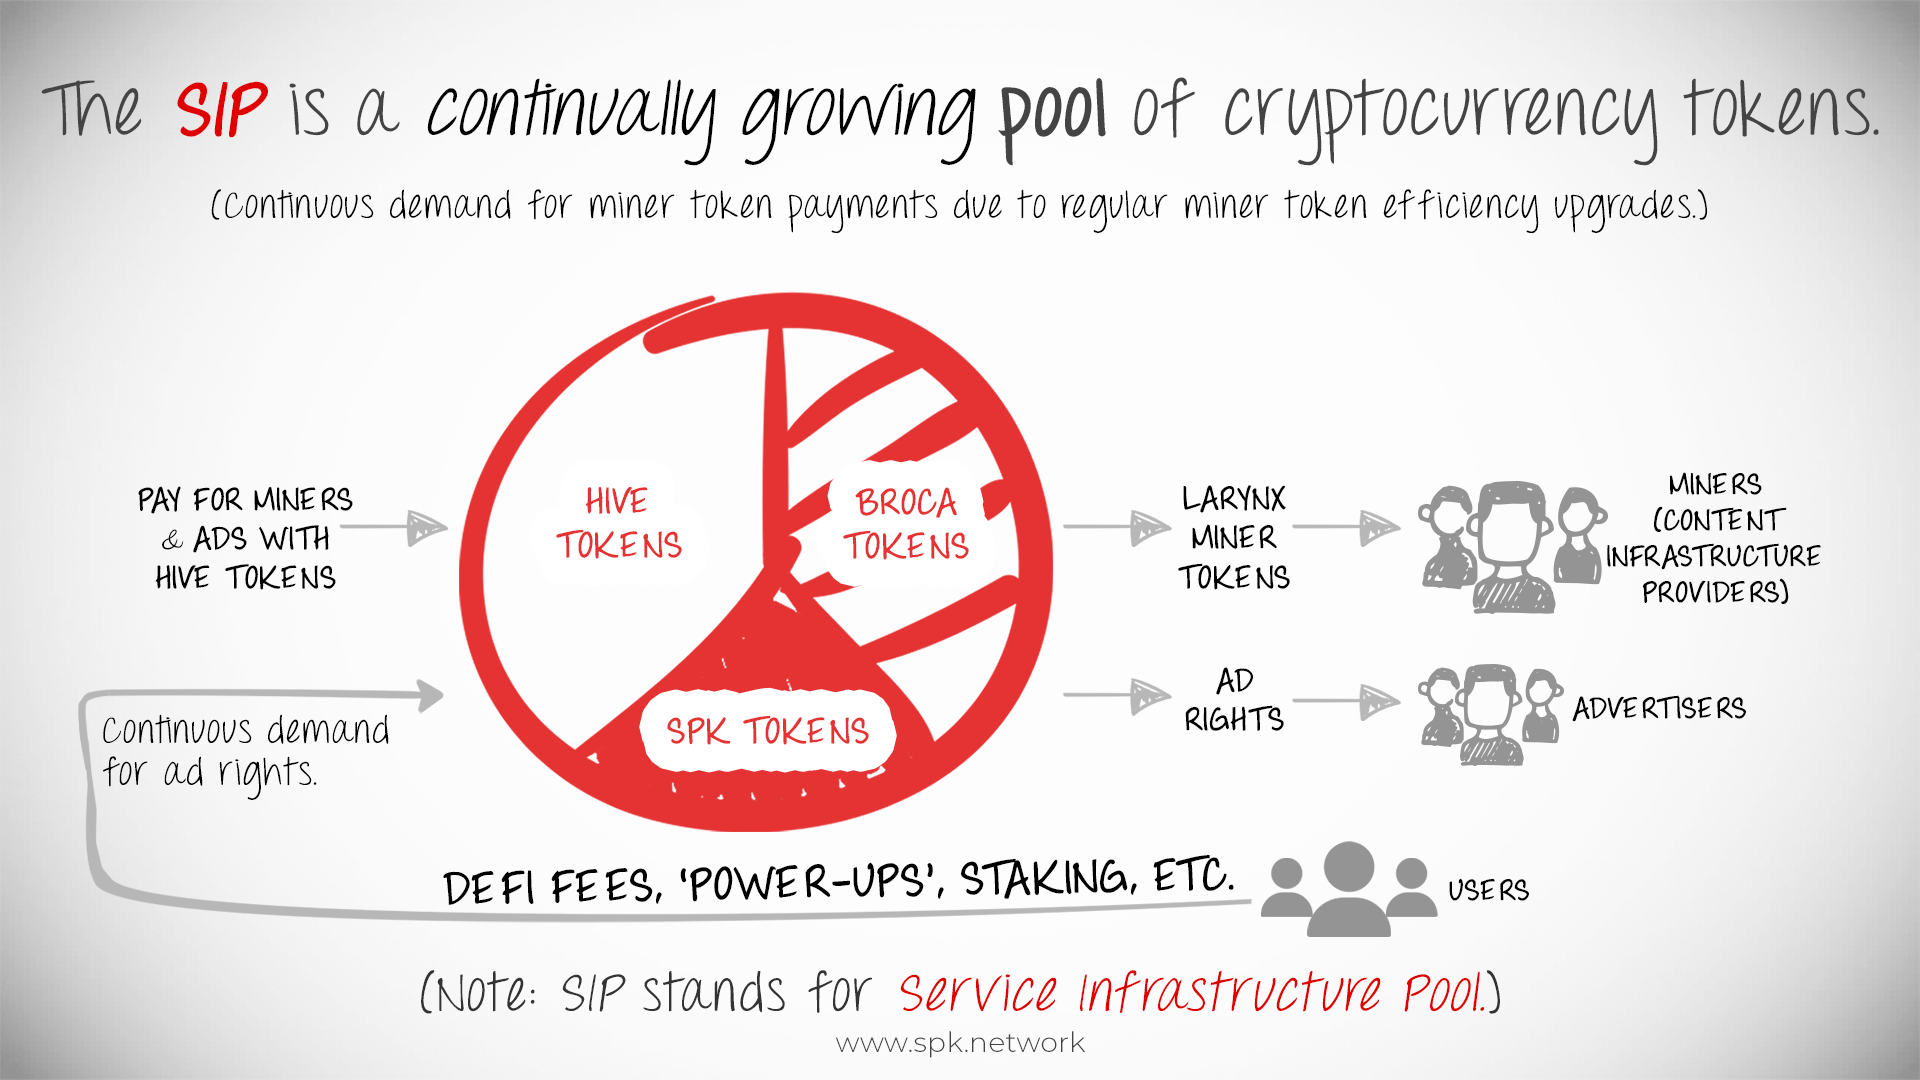 The SIP is a continually growing pool of cryptocurrency tokens.
(Continuous demand for miner token payments due to regular miner token efficiency upgrades.)
PAY FOR MINERS
& ADS WITH
HIVE TOKENS
HIVE
TOKENS
BROCA
TOKENS
SPK TOKENS
LARYNX
MINER
TOKENS
MINERS
(CONTENT
INFRASTRUCTURE
PROVIDERS)
AD
RIGHTS
ADVERTISERS
Continuous demand
for ad rights.
DEFI FEES, 'POWER-UPS', STAKING, ETC.
USERS
(Note: SIP stands for Service Infrastructure Pool.)
www.spk.network